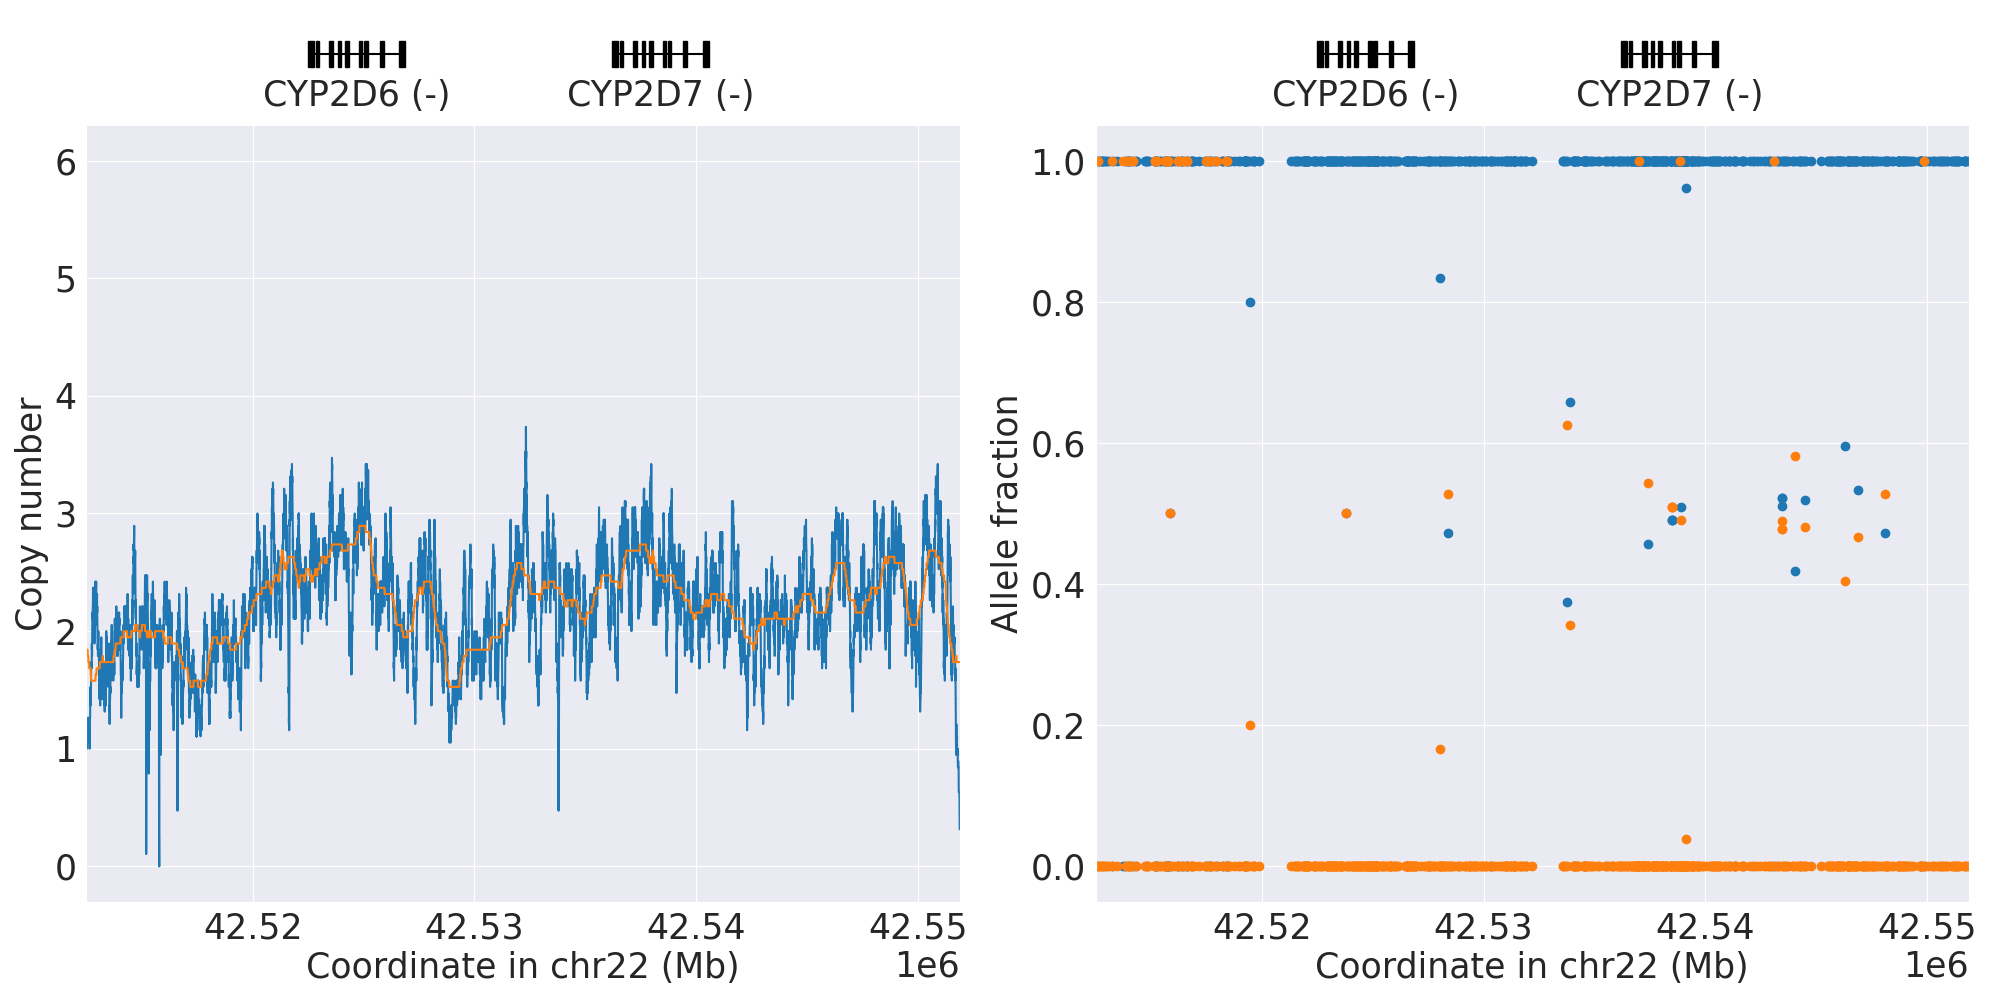 CYP2D6 (-) CYP2D7 (-)
6
5
4
3
2
1
0
Copy number
42.52 42.53 42.54 42.55
Coordinate in chr22 (Mb) 1e6
CYP2D6 (-) CYP2D7 (-)
1.0
0.8
0.6
0.4
0.2
0.0
Allele fraction
42.52 42.53 42.54 42.55
Coordinate in chr22 (Mb) 1e6